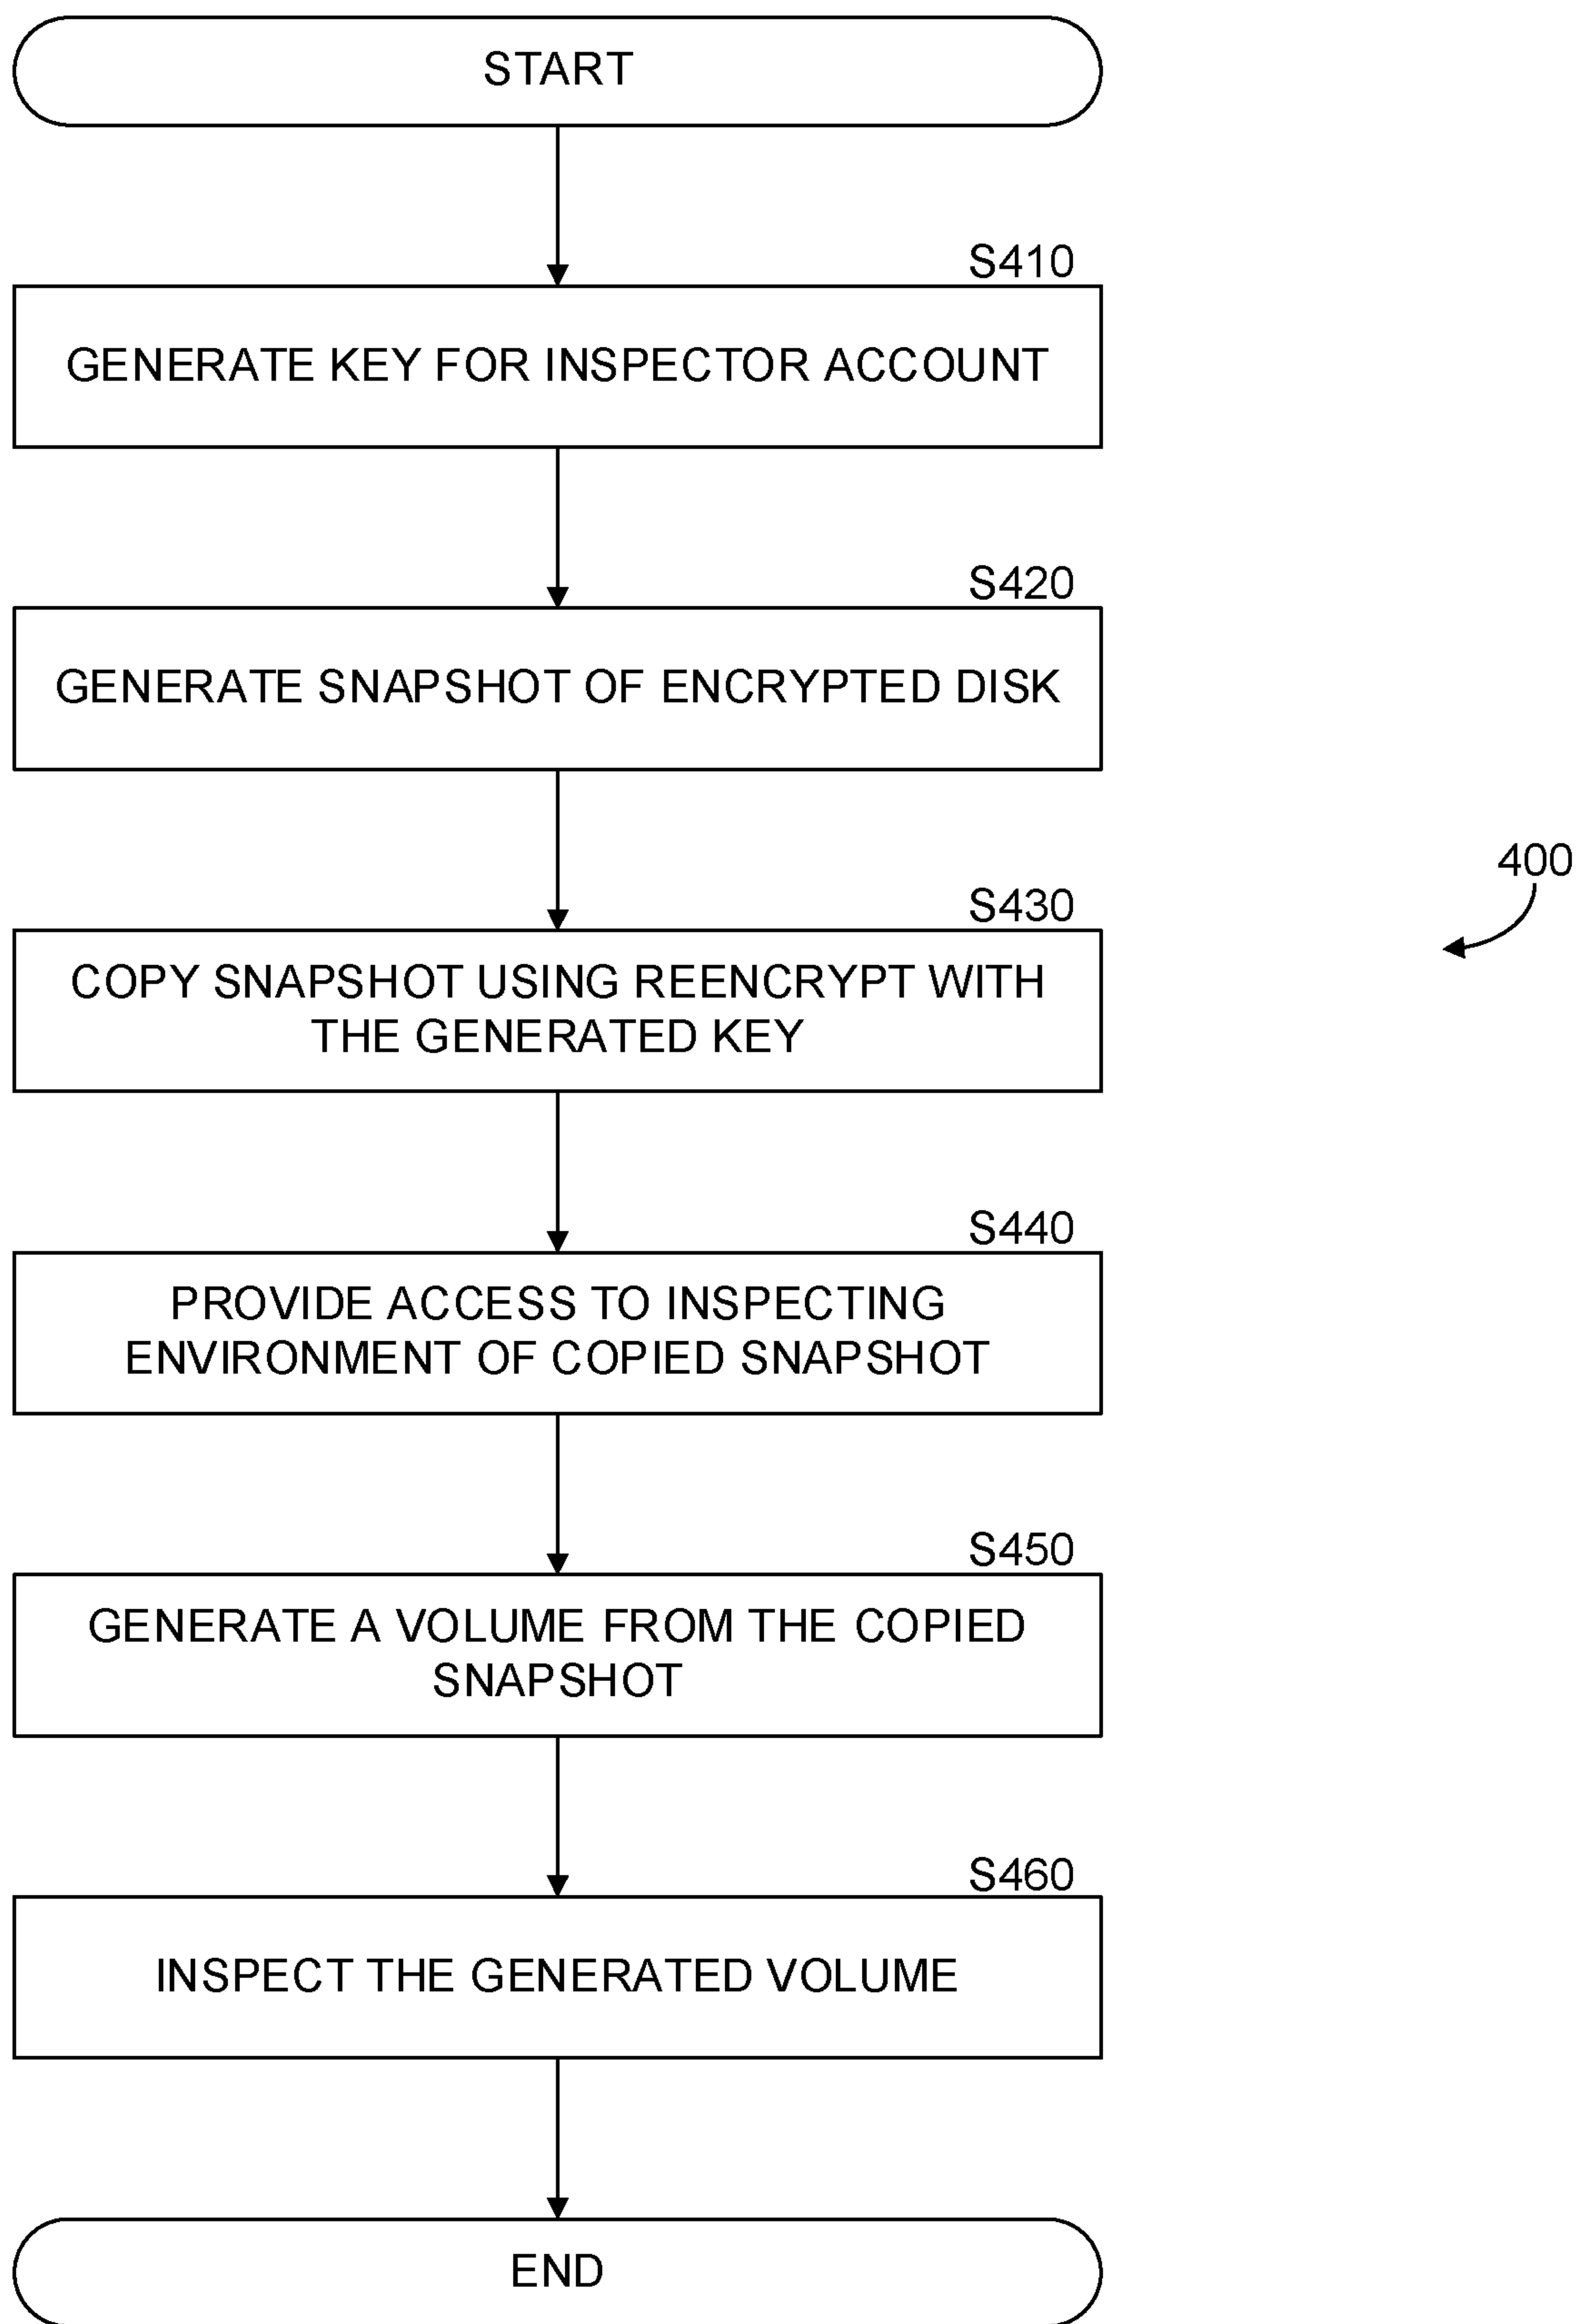 START
S410
GENERATE KEY FOR INSPECTOR ACCOUNT
S420
GENERATE SNAPSHOT OF ENCRYPTED DISK
400
S430
COPY SNAPSHOT USING REENCRYPT WITH
THE GENERATED KEY
S440
PROVIDE ACCESS TO INSPECTING
ENVIRONMENT OF COPIED SNAPSHOT
S450
GENERATE A VOLUME FROM THE COPIED
SNAPSHOT
S460
INSPECT THE GENERATED VOLUME
END